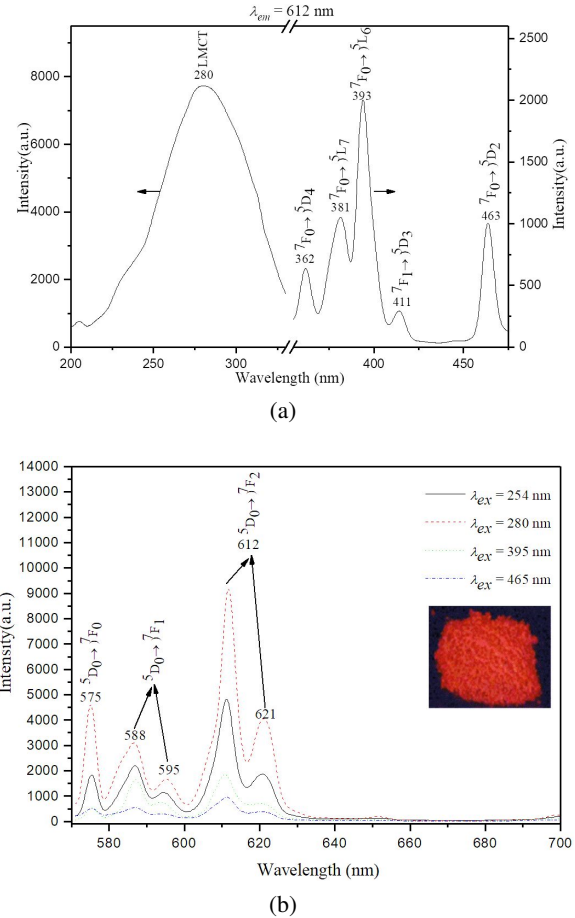 λem = 612 nm
LMCT
280
⁷F₀→⁵D₄
362
⁷F₀→⁵L₇
381
⁷F₀→⁵L₆
393
⁷F₁→⁵D₃
411
⁷F₀→⁵D₂
463
Intensity(a.u.)
8000
6000
4000
2000
0
Intensity(a.u.)
2500
2000
1500
1000
500
0
200 250 300 400 450
Wavelength (nm)
(a)
14000
13000
12000
11000
10000
9000
8000
7000
6000
5000
4000
3000
2000
1000
0
Intensity(a.u.)
⁵D₀→⁷F₀
575
⁵D₀→⁷F₁
588
595
⁵D₀→⁷F₂
612
621
λex = 254 nm
λex = 280 nm
λex = 395 nm
λex = 465 nm
580 600 620 640 660 680 700
Wavelength (nm)
(b)